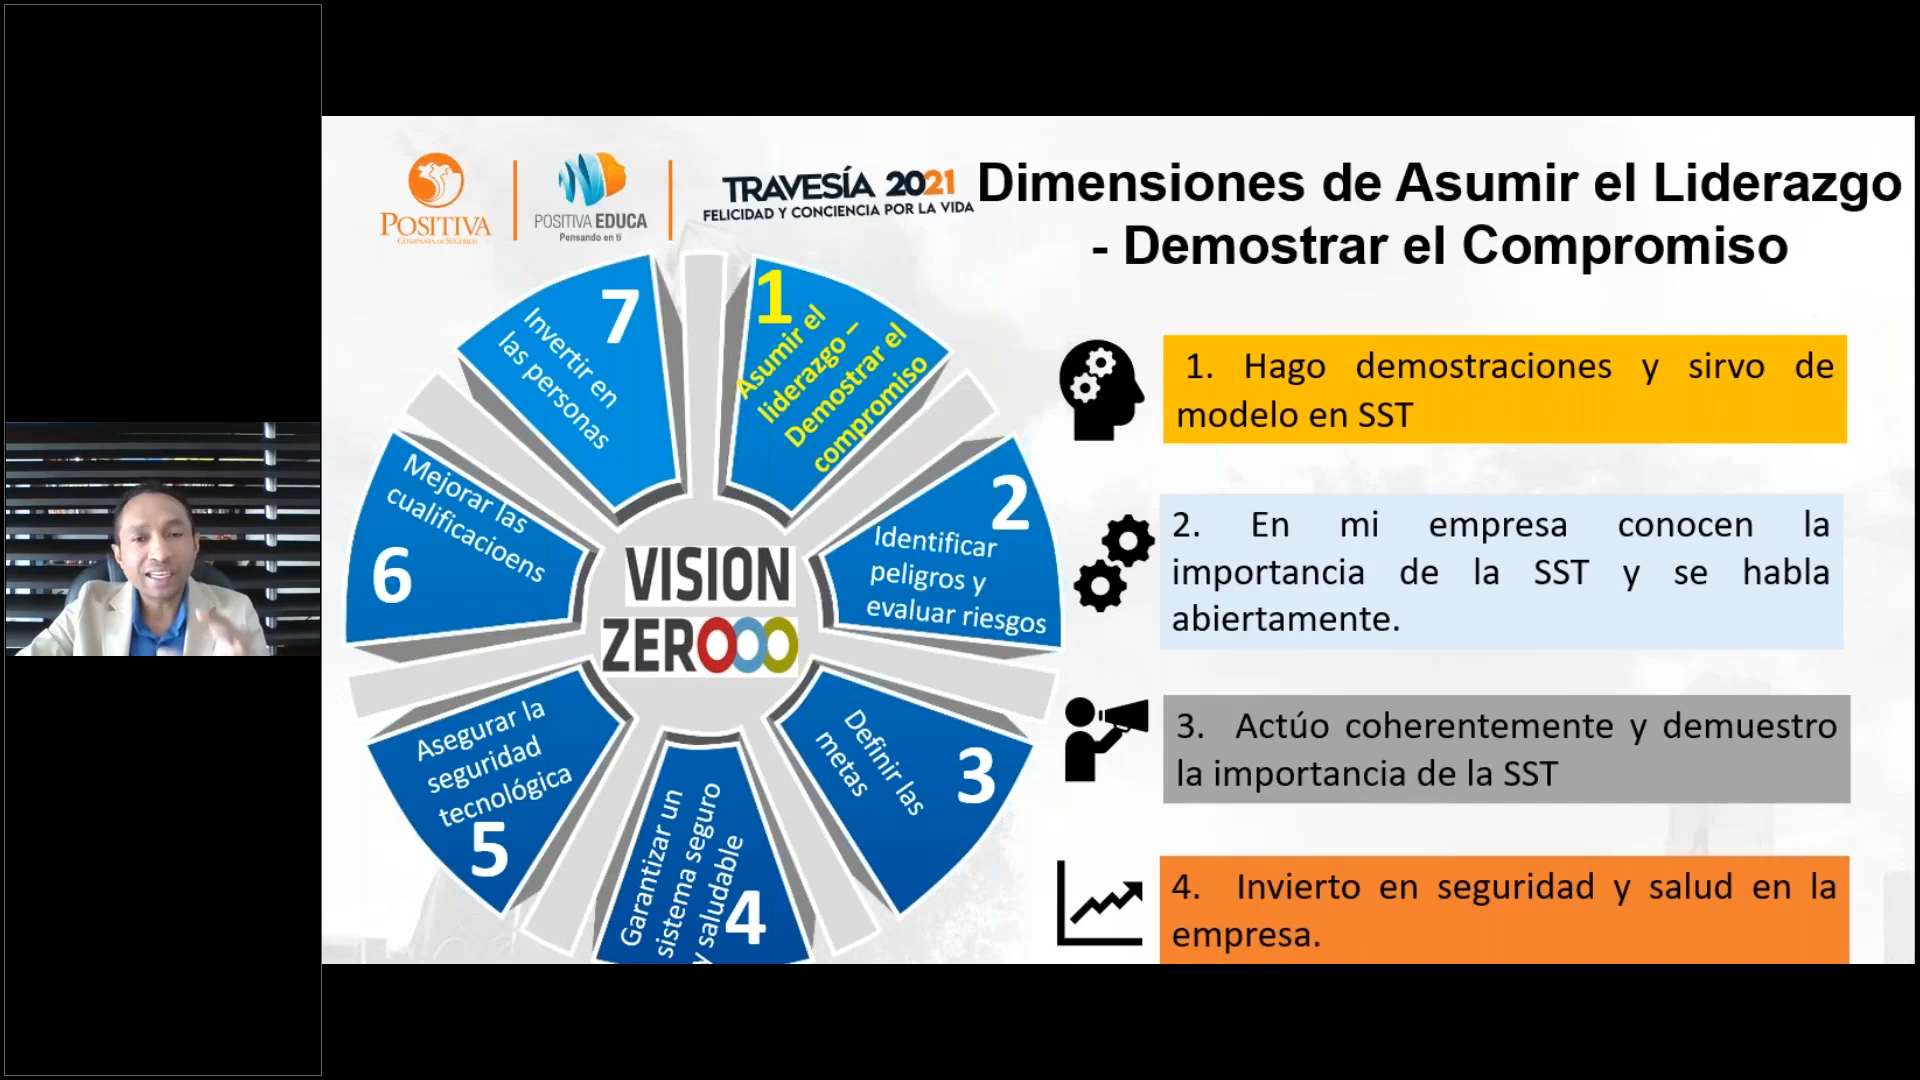 POSITIVA
COMPAÑÍA DE SEGUROS
POSITIVA EDUCA
Pensando en ti
TRAVESÍA 2021
FELICIDAD Y CONCIENCIA POR LA VIDA
Dimensiones de Asumir el Liderazgo
- Demostrar el Compromiso
1
Asumir el
liderazgo –
Demostrar el
compromiso
2
Identificar
peligros y
evaluar riesgos
3
Definir las
metas
4
Garantizar un
sistema seguro
y saludable
5
Asegurar la
seguridad
tecnológica
6
Mejorar las
cualificacioens
7
Invertir en
las personas
VISION
ZEROOO
1. Hago demostraciones y sirvo de
modelo en SST
2. En mi empresa conocen la
importancia de la SST y se habla
abiertamente.
3. Actúo coherentemente y demuestro
la importancia de la SST
4. Invierto en seguridad y salud en la
empresa.